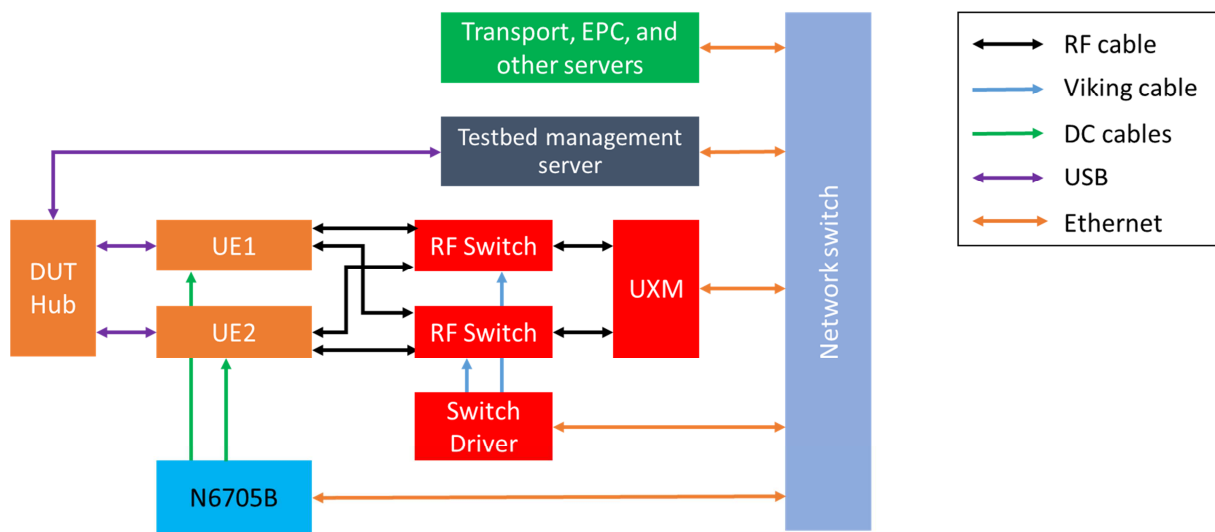 Transport, EPC, and
other servers
Testbed management
server
DUT
Hub
UE1
UE2
RF Switch
RF Switch
UXM
Switch
Driver
N6705B
Network switch
RF cable
Viking cable
DC cables
USB
Ethernet